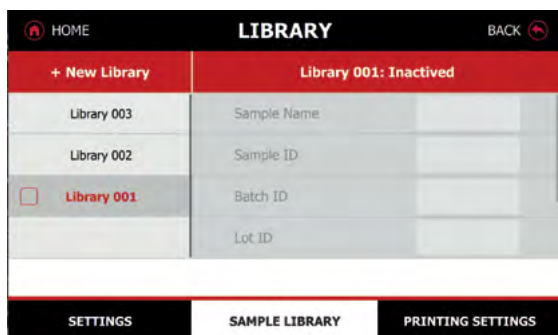 HOME LIBRARY BACK
+ New Library Library 001: Inactived
Library 003 Sample Name
Library 002 Sample ID
Library 001 Batch ID
Lot ID
SETTINGS SAMPLE LIBRARY PRINTING SETTINGS